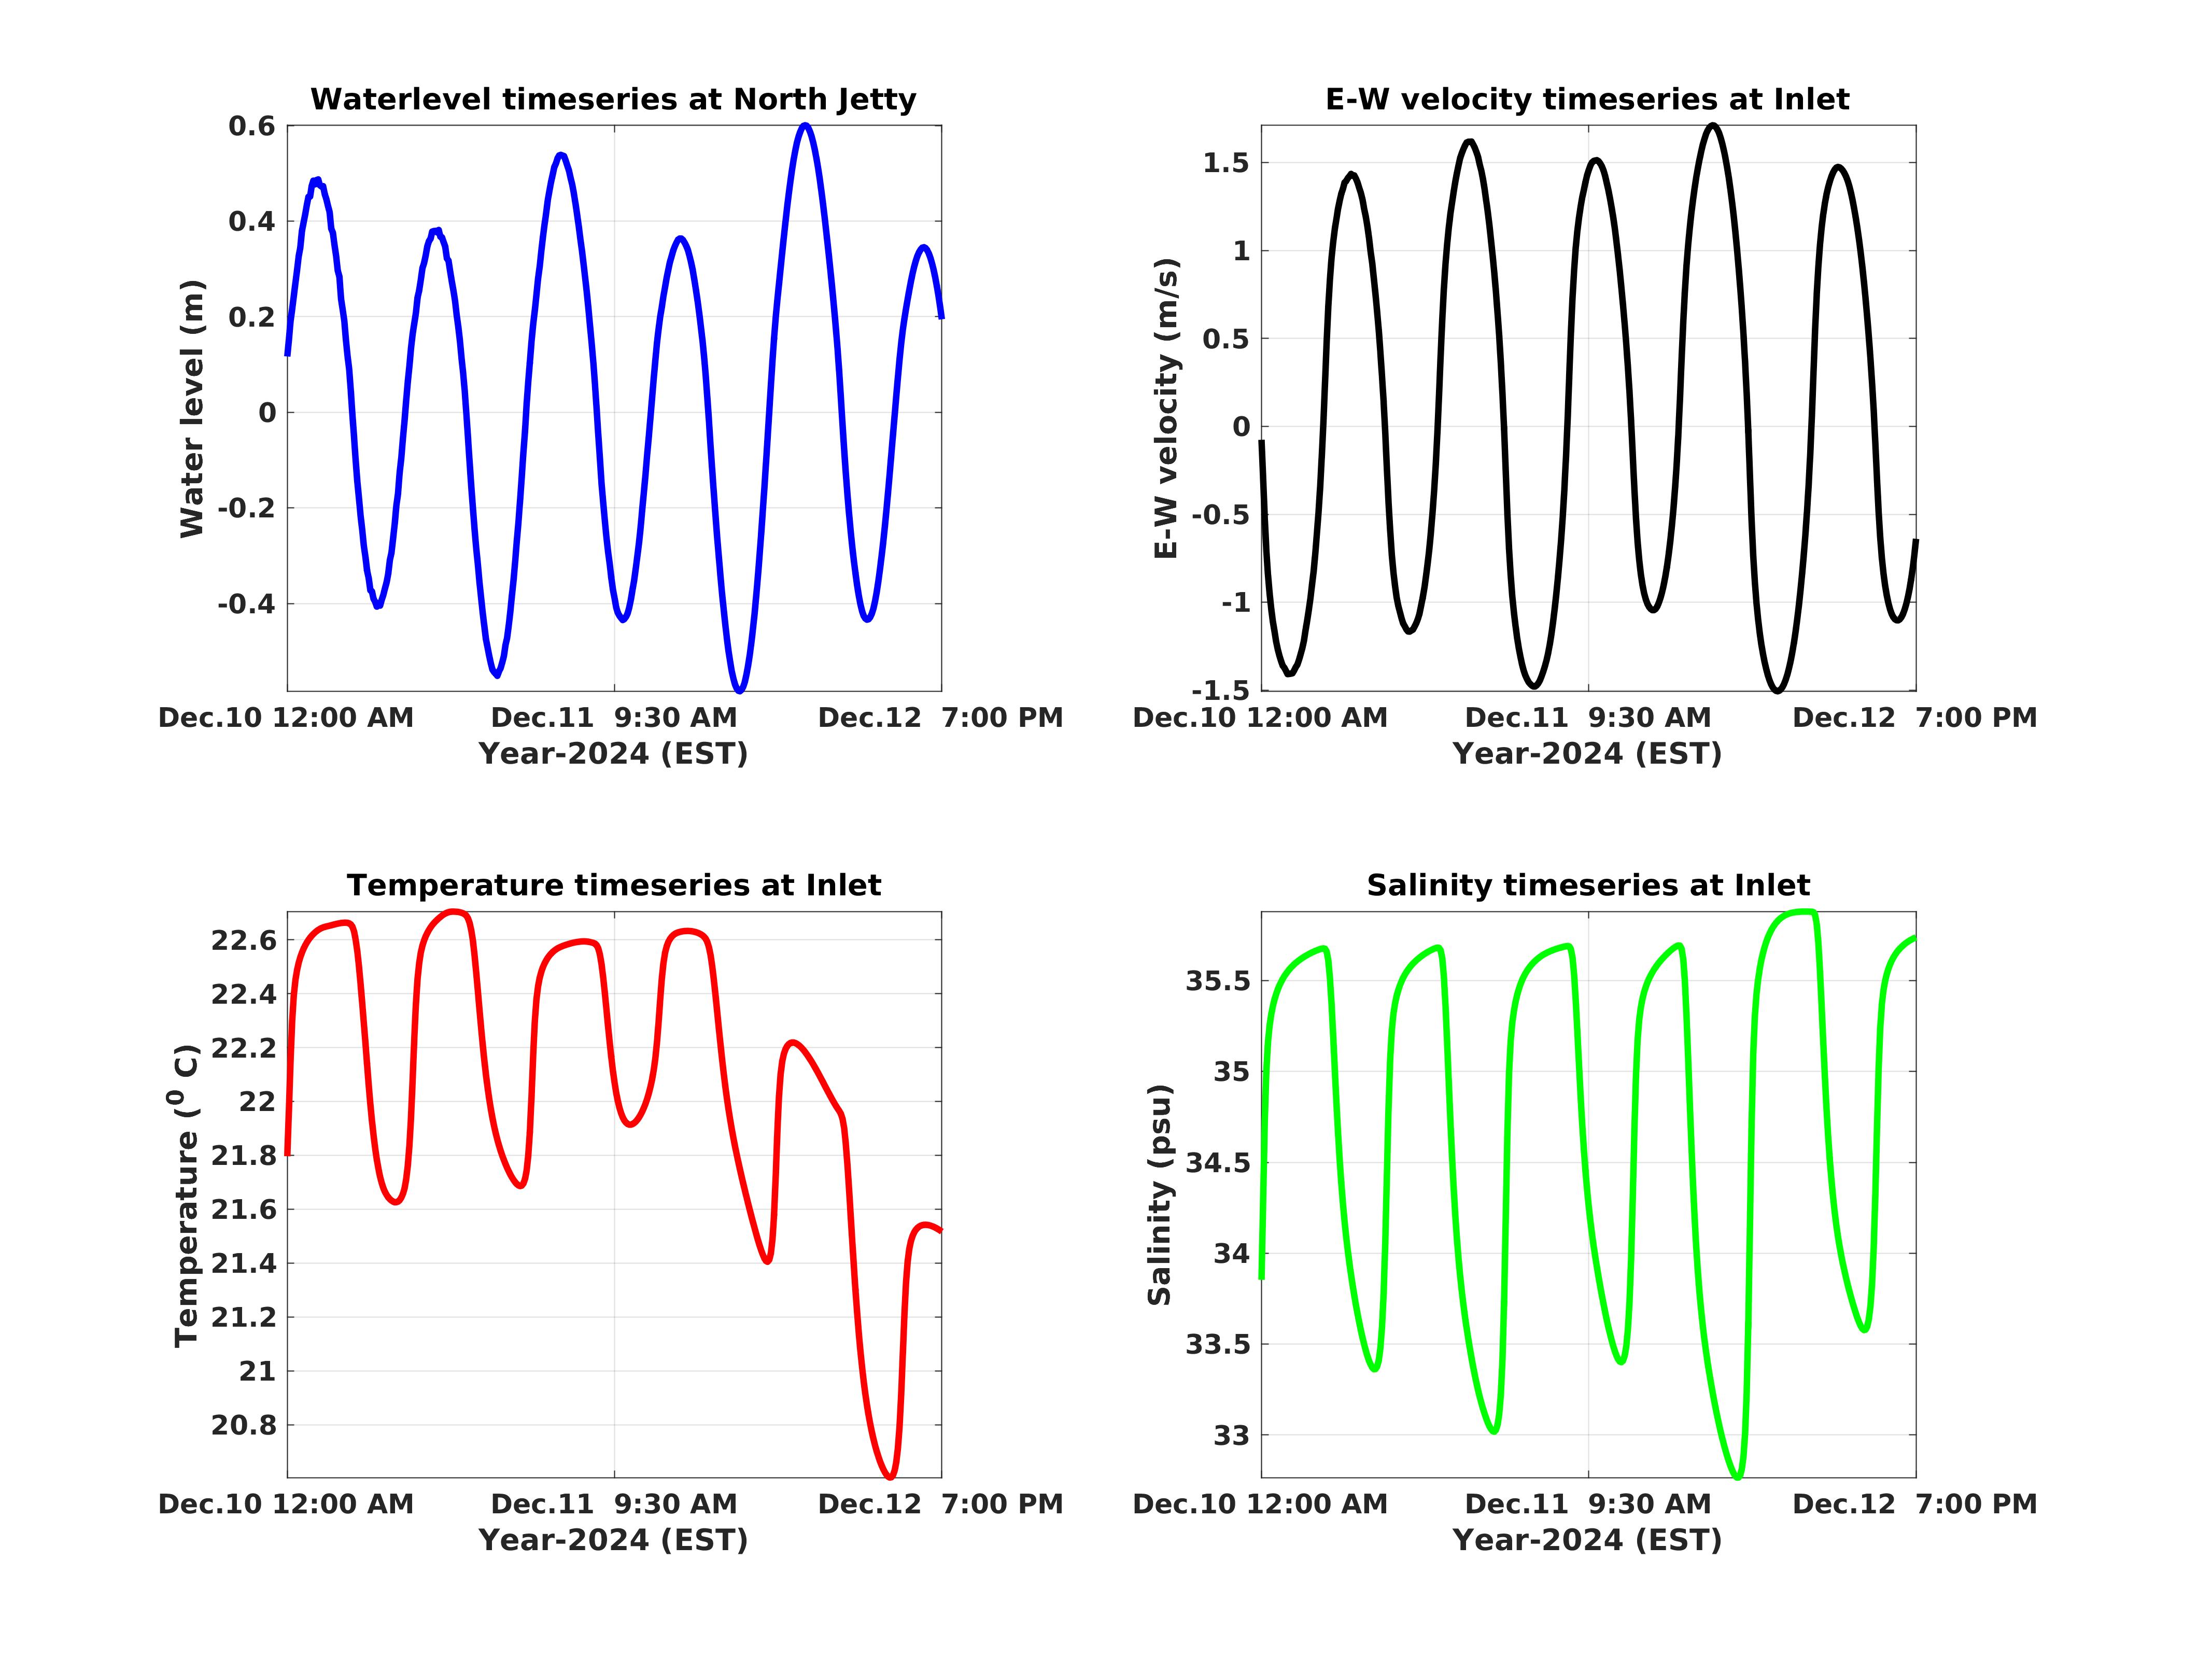 Waterlevel timeseries at North Jetty
0.6
0.4
0.2
0
-0.2
-0.4
Water level (m)
Dec.10 12:00 AM
Dec.11 9:30 AM
Dec.12 7:00 PM
Year-2024 (EST)
E-W velocity timeseries at Inlet
1.5
1
0.5
0
-0.5
-1
-1.5
E-W velocity (m/s)
Dec.10 12:00 AM
Dec.11 9:30 AM
Dec.12 7:00 PM
Year-2024 (EST)
Temperature timeseries at Inlet
22.6
22.4
22.2
22
21.8
21.6
21.4
21.2
21
20.8
Temperature (⁰ C)
Dec.10 12:00 AM
Dec.11 9:30 AM
Dec.12 7:00 PM
Year-2024 (EST)
Salinity timeseries at Inlet
35.5
35
34.5
34
33.5
33
Salinity (psu)
Dec.10 12:00 AM
Dec.11 9:30 AM
Dec.12 7:00 PM
Year-2024 (EST)